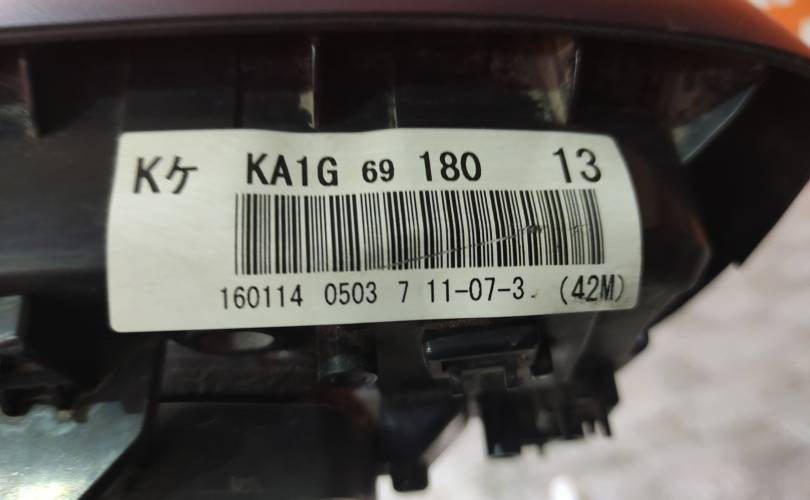 Kケ KA1G 69 180 13
160114 0503 7 11-07-3 (42M)